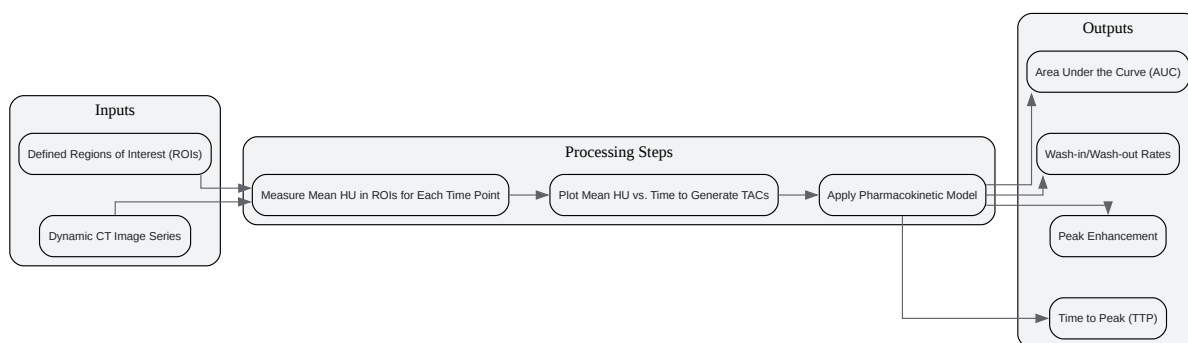 Inputs
Defined Regions of Interest (ROIs)
Dynamic CT Image Series
Processing Steps
Measure Mean HU in ROIs for Each Time Point
Plot Mean HU vs. Time to Generate TACs
Apply Pharmacokinetic Model
Outputs
Area Under the Curve (AUC)
Wash-in/Wash-out Rates
Peak Enhancement
Time to Peak (TTP)